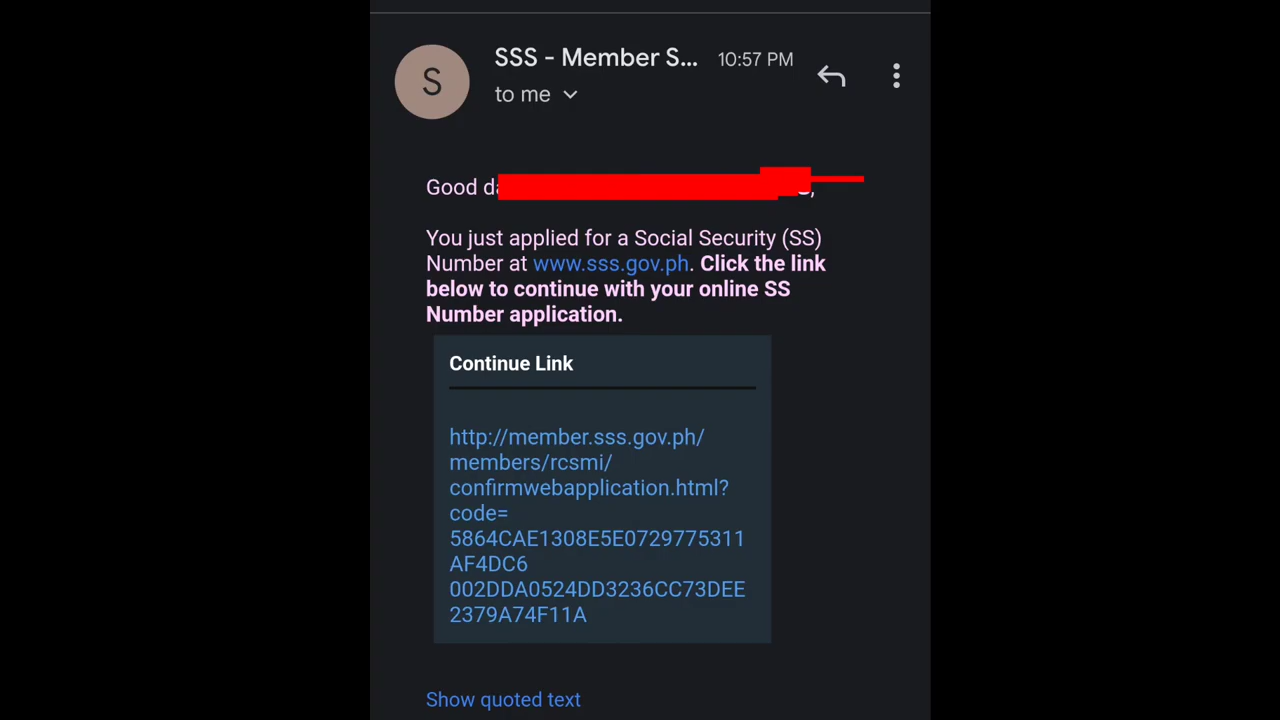 S
SSS - Member S... 10:57 PM
to me
Good
You just applied for a Social Security (SS)
Number at www.sss.gov.ph. Click the link
below to continue with your online SS
Number application.
Continue Link
http://member.sss.gov.ph/
members/rcsmi/
confirmwebapplication.html?
code=
5864CAE1308E5E0729775311
AF4DC6
002DDA0524DD3236CC73DEE
2379A74F11A
Show quoted text